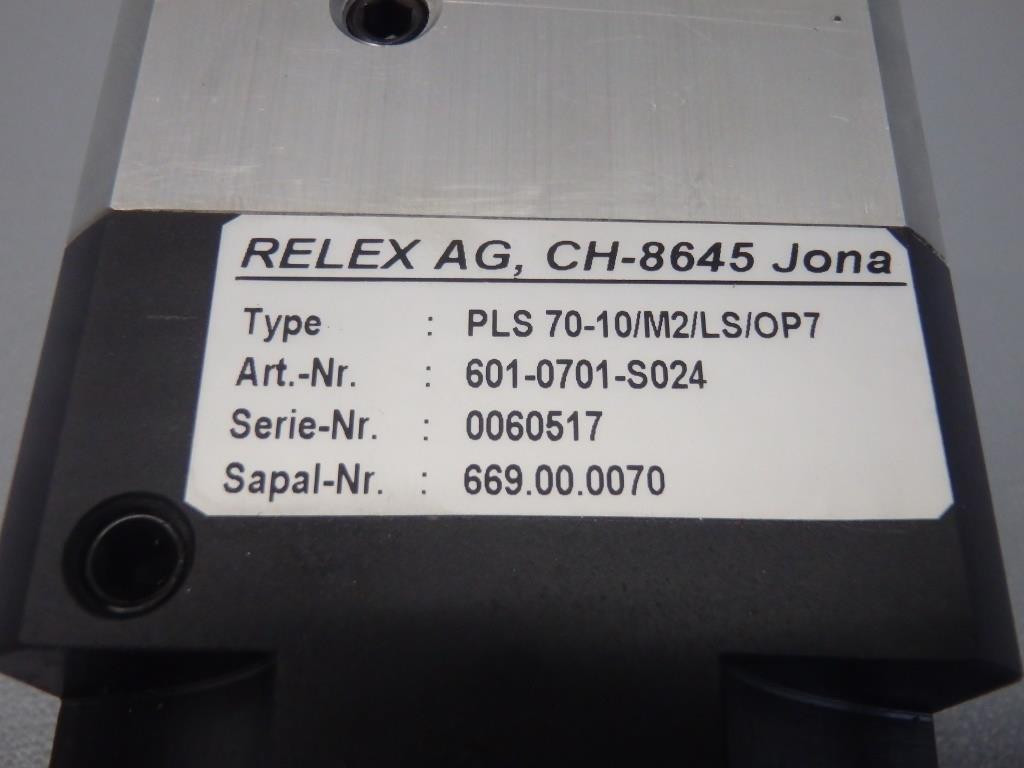 RELEX AG, CH-8645 Jona
Type : PLS 70-10/M2/LS/OP7
Art.-Nr. : 601-0701-S024
Serie-Nr. : 0060517
Sapal-Nr. : 669.00.0070